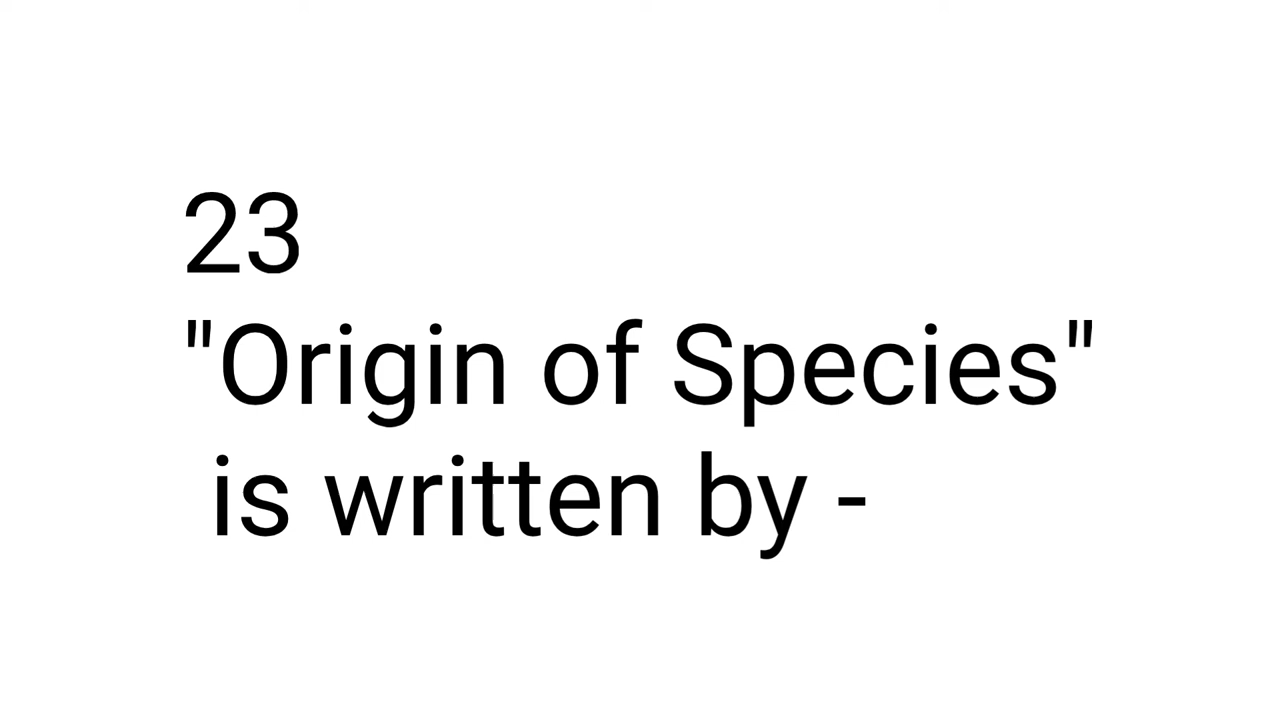 23
"Origin of Species"
is written by -